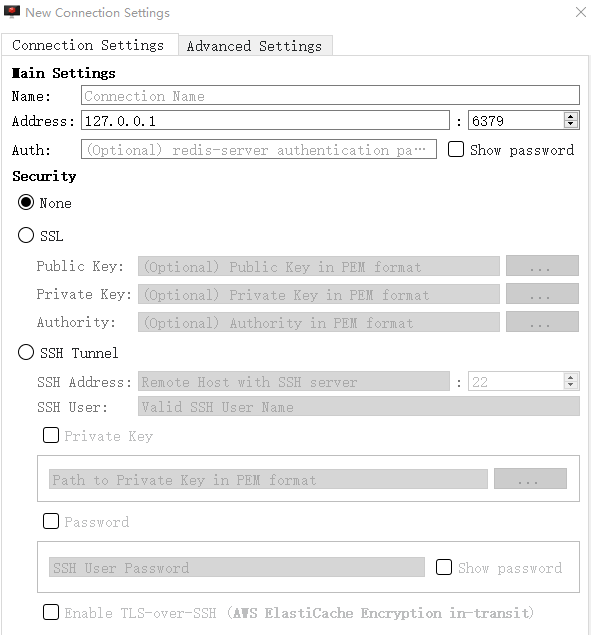 New Connection Settings
Connection Settings Advanced Settings
Main Settings
Name: Connection Name
Address: 127.0.0.1 : 6379
Auth: (Optional) redis-server authentication pa… Show password
Security
None
SSL
Public Key: (Optional) Public Key in PEM format ...
Private Key: (Optional) Private Key in PEM format ...
Authority: (Optional) Authority in PEM format ...
SSH Tunnel
SSH Address: Remote Host with SSH server : 22
SSH User: Valid SSH User Name
Private Key
Path to Private Key in PEM format ...
Password
SSH User Password Show password
Enable TLS-over-SSH (AWS ElastiCache Encryption in-transit)